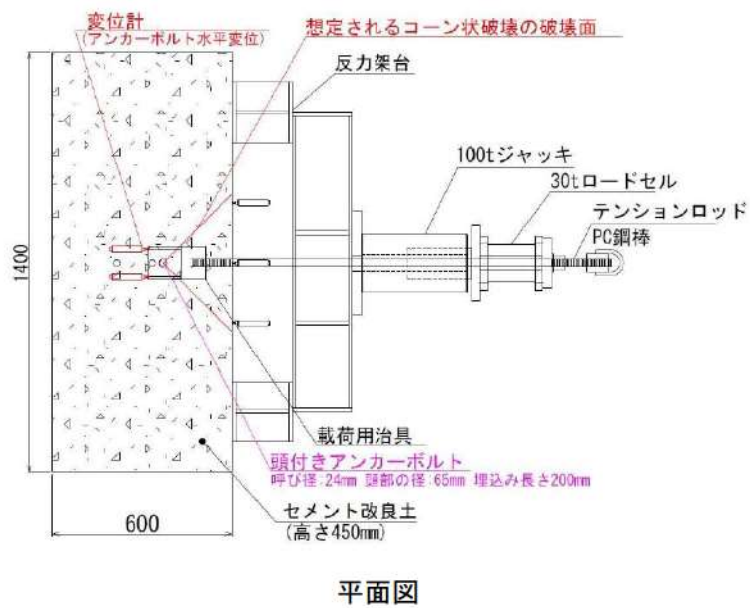 変位計
(アンカーボルト水平変位)
想定されるコーン状破壊の破壊面
反力架台
100tジャッキ
30tロードセル
テンションロッド
PC鋼棒
1400
載荷用治具
頭付きアンカーボルト
呼び径:24mm 頭部の径:65mm 埋込み長さ200mm
セメント改良土
(高さ450mm)
600
平面図